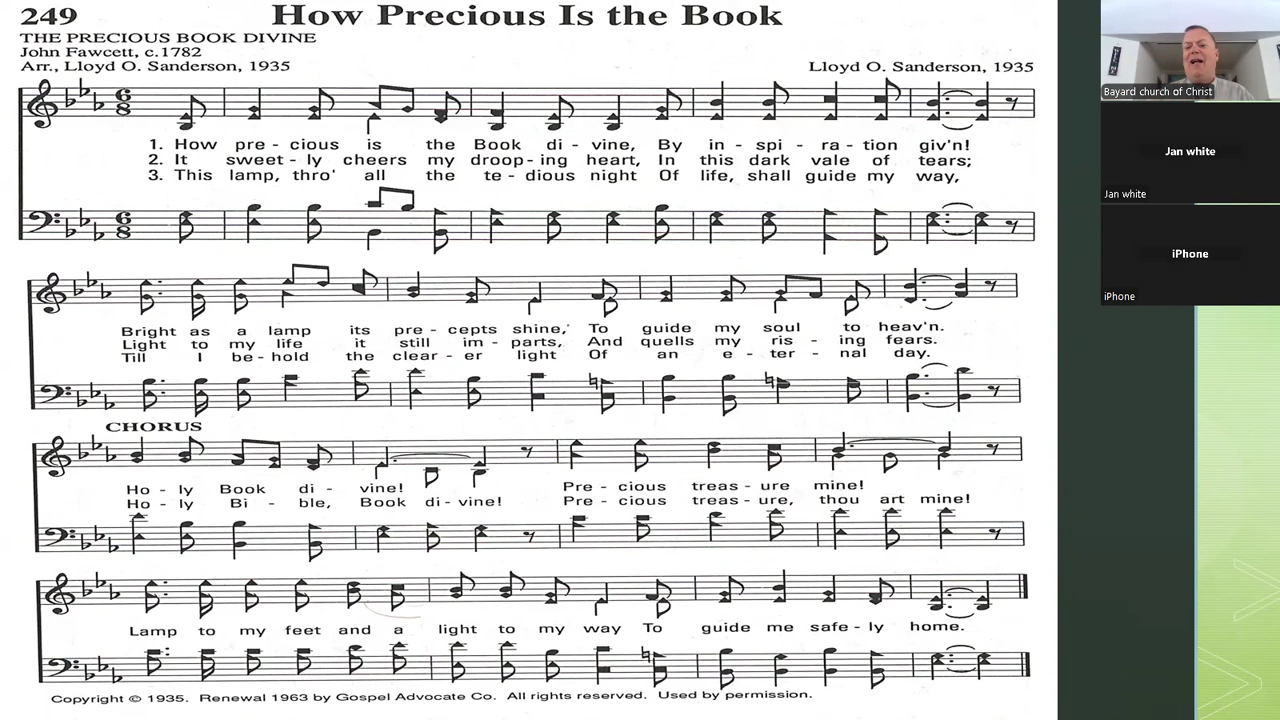 249 How Precious Is the Book
THE PRECIOUS BOOK DIVINE
John Fawcett, c.1782
Arr., Lloyd O. Sanderson, 1935 Lloyd O. Sanderson, 1935
1. How pre - cious is the Book di - vine, By in - spi - ra - tion giv'n!
2. It sweet - ly cheers my droop - ing heart, In this dark vale of tears;
3. This lamp, thro' all the te - dious night Of life, shall guide my way,
Bright as a lamp its pre - cepts shine, To guide my soul to heav'n.
Light to my life it still im - parts, And quells my ris - ing fears.
Till I be - hold the clear - er light Of an e - ter - nal day.
CHORUS
Ho - ly Book di - vine! Pre - cious treas - ure mine!
Ho - ly Bi - ble, Book di - vine! Pre - cious treas - ure, thou art mine!
Lamp to my feet and a light to my way To guide me safe - ly home.
Copyright © 1935. Renewal 1963 by Gospel Advocate Co. All rights reserved. Used by permission.
Bayard church of Christ
Jan white
Jan white
iPhone
iPhone